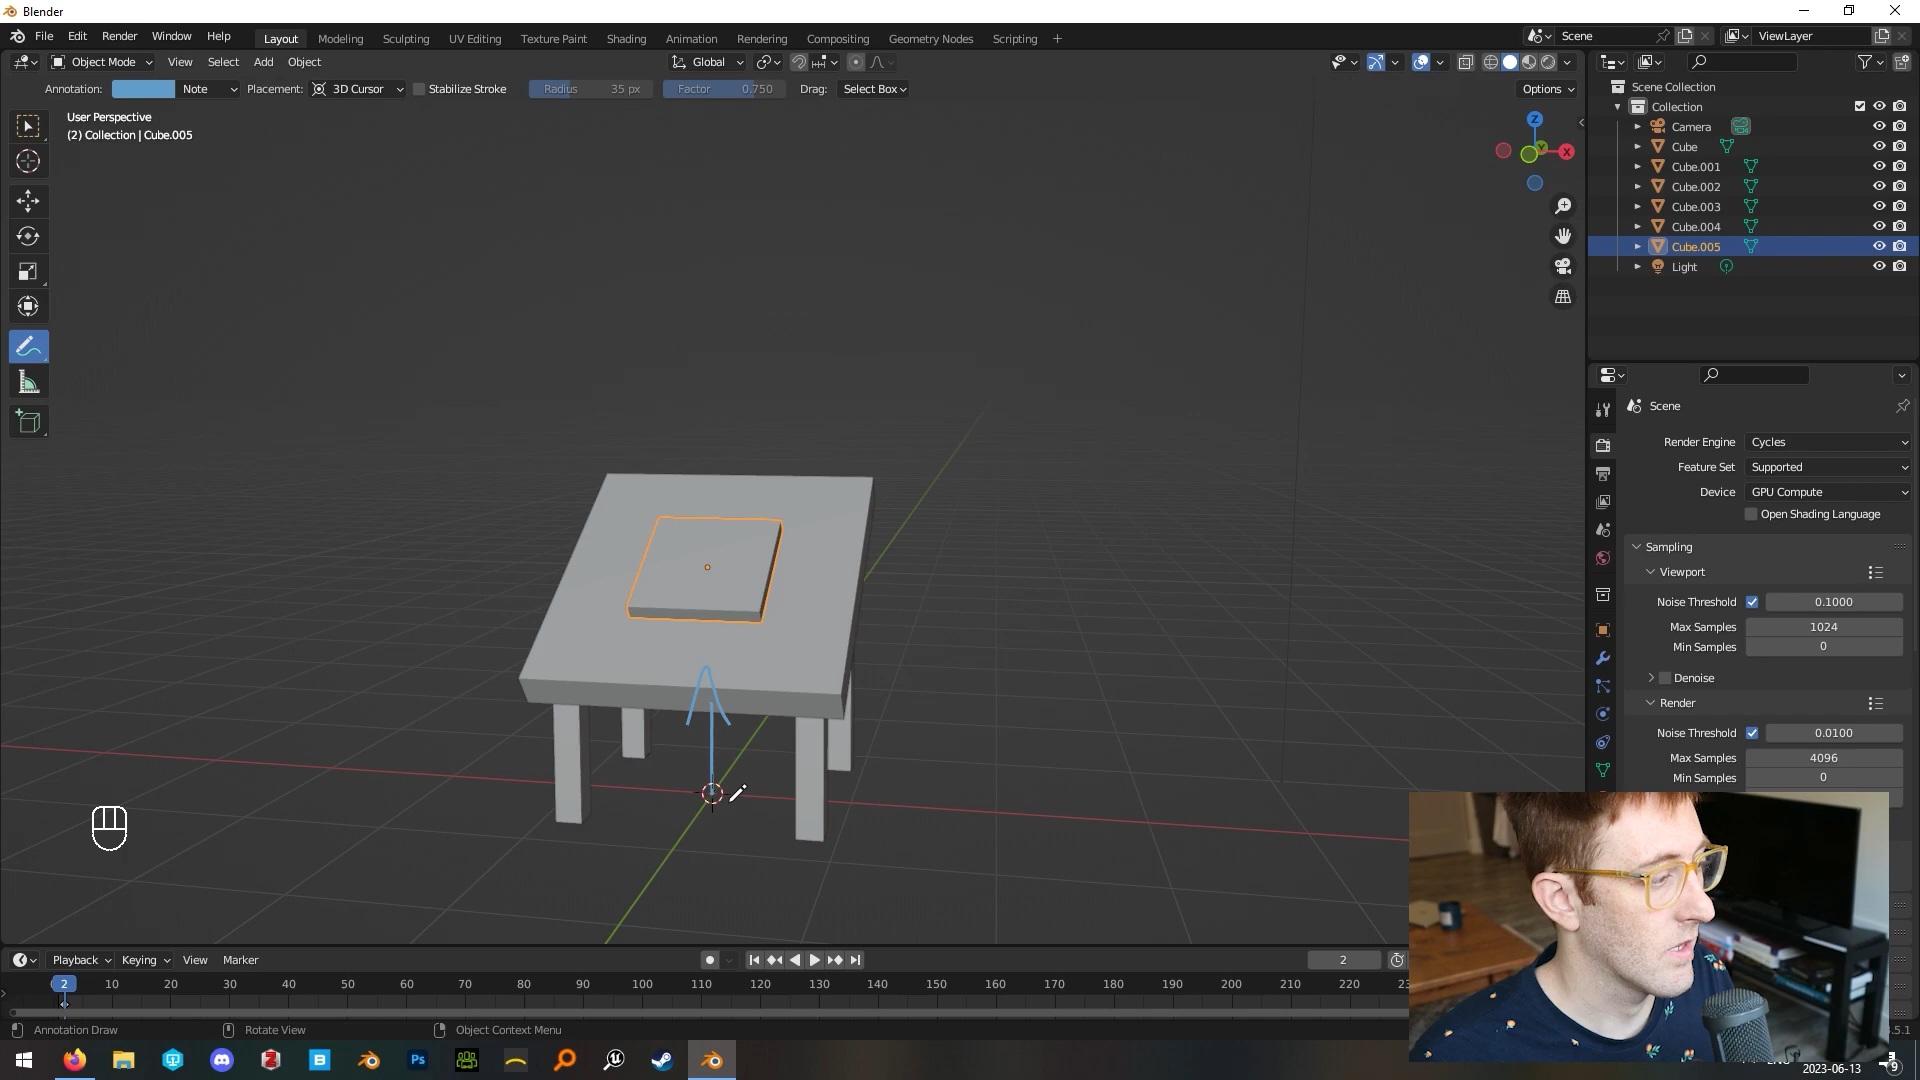 Blender
File Edit Render Window Help Layout Modeling Sculpting UV Editing Texture Paint Shading Animation Rendering Compositing Geometry Nodes Scripting + Scene ViewLayer
Object Mode View Select Add Object Global
Annotation: Note Placement: 3D Cursor Stabilize Stroke Radius 35 px Factor 0.750 Drag: Select Box Options
User Perspective
(2) Collection | Cube.005
Z
X
Scene Collection
Collection
Camera
Cube
Cube.001
Cube.002
Cube.003
Cube.004
Cube.005
Light
Scene
Render Engine Cycles
Feature Set Supported
Device GPU Compute
Open Shading Language
Sampling
Viewport
Noise Threshold 0.1000
Max Samples 1024
Min Samples 0
Denoise
Render
Noise Threshold 0.0100
Max Samples 4096
Min Samples 0
Playback Keying View Marker 2
2 10 20 30 40 50 60 70 80 90 100 110 120 130 140 150 160 170 180 190 200 210 220
Annotation Draw Rotate View Object Context Menu
Ps
2023-06-13
9